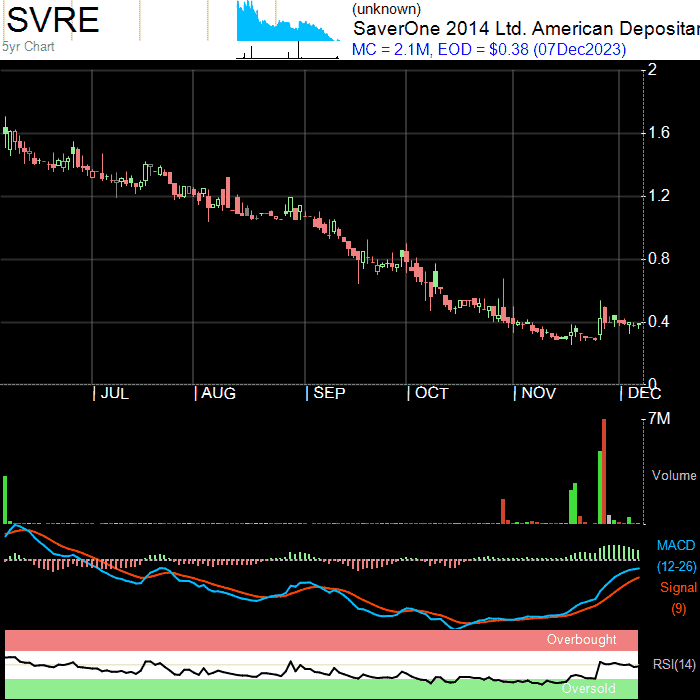 SVRE
5yr Chart
(unknown)
SaverOne 2014 Ltd. American Depositar
MC = 2.1M, EOD = $0.38 (07Dec2023)
2
1.6
1.2
0.8
0.4
0
JUL AUG SEP OCT NOV DEC
7M
Volume
MACD
(12-26)
Signal
(9)
Overbought
RSI(14)
Oversold